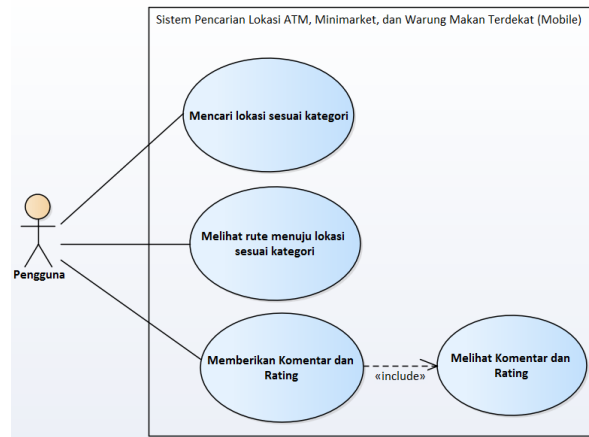 Sistem Pencarian Lokasi ATM, Minimarket, dan Warung Makan Terdekat (Mobile)
Mencari lokasi sesuai kategori
Melihat rute menuju lokasi
sesuai kategori
Pengguna
Memberikan Komentar dan
Rating
«include»
Melihat Komentar dan
Rating